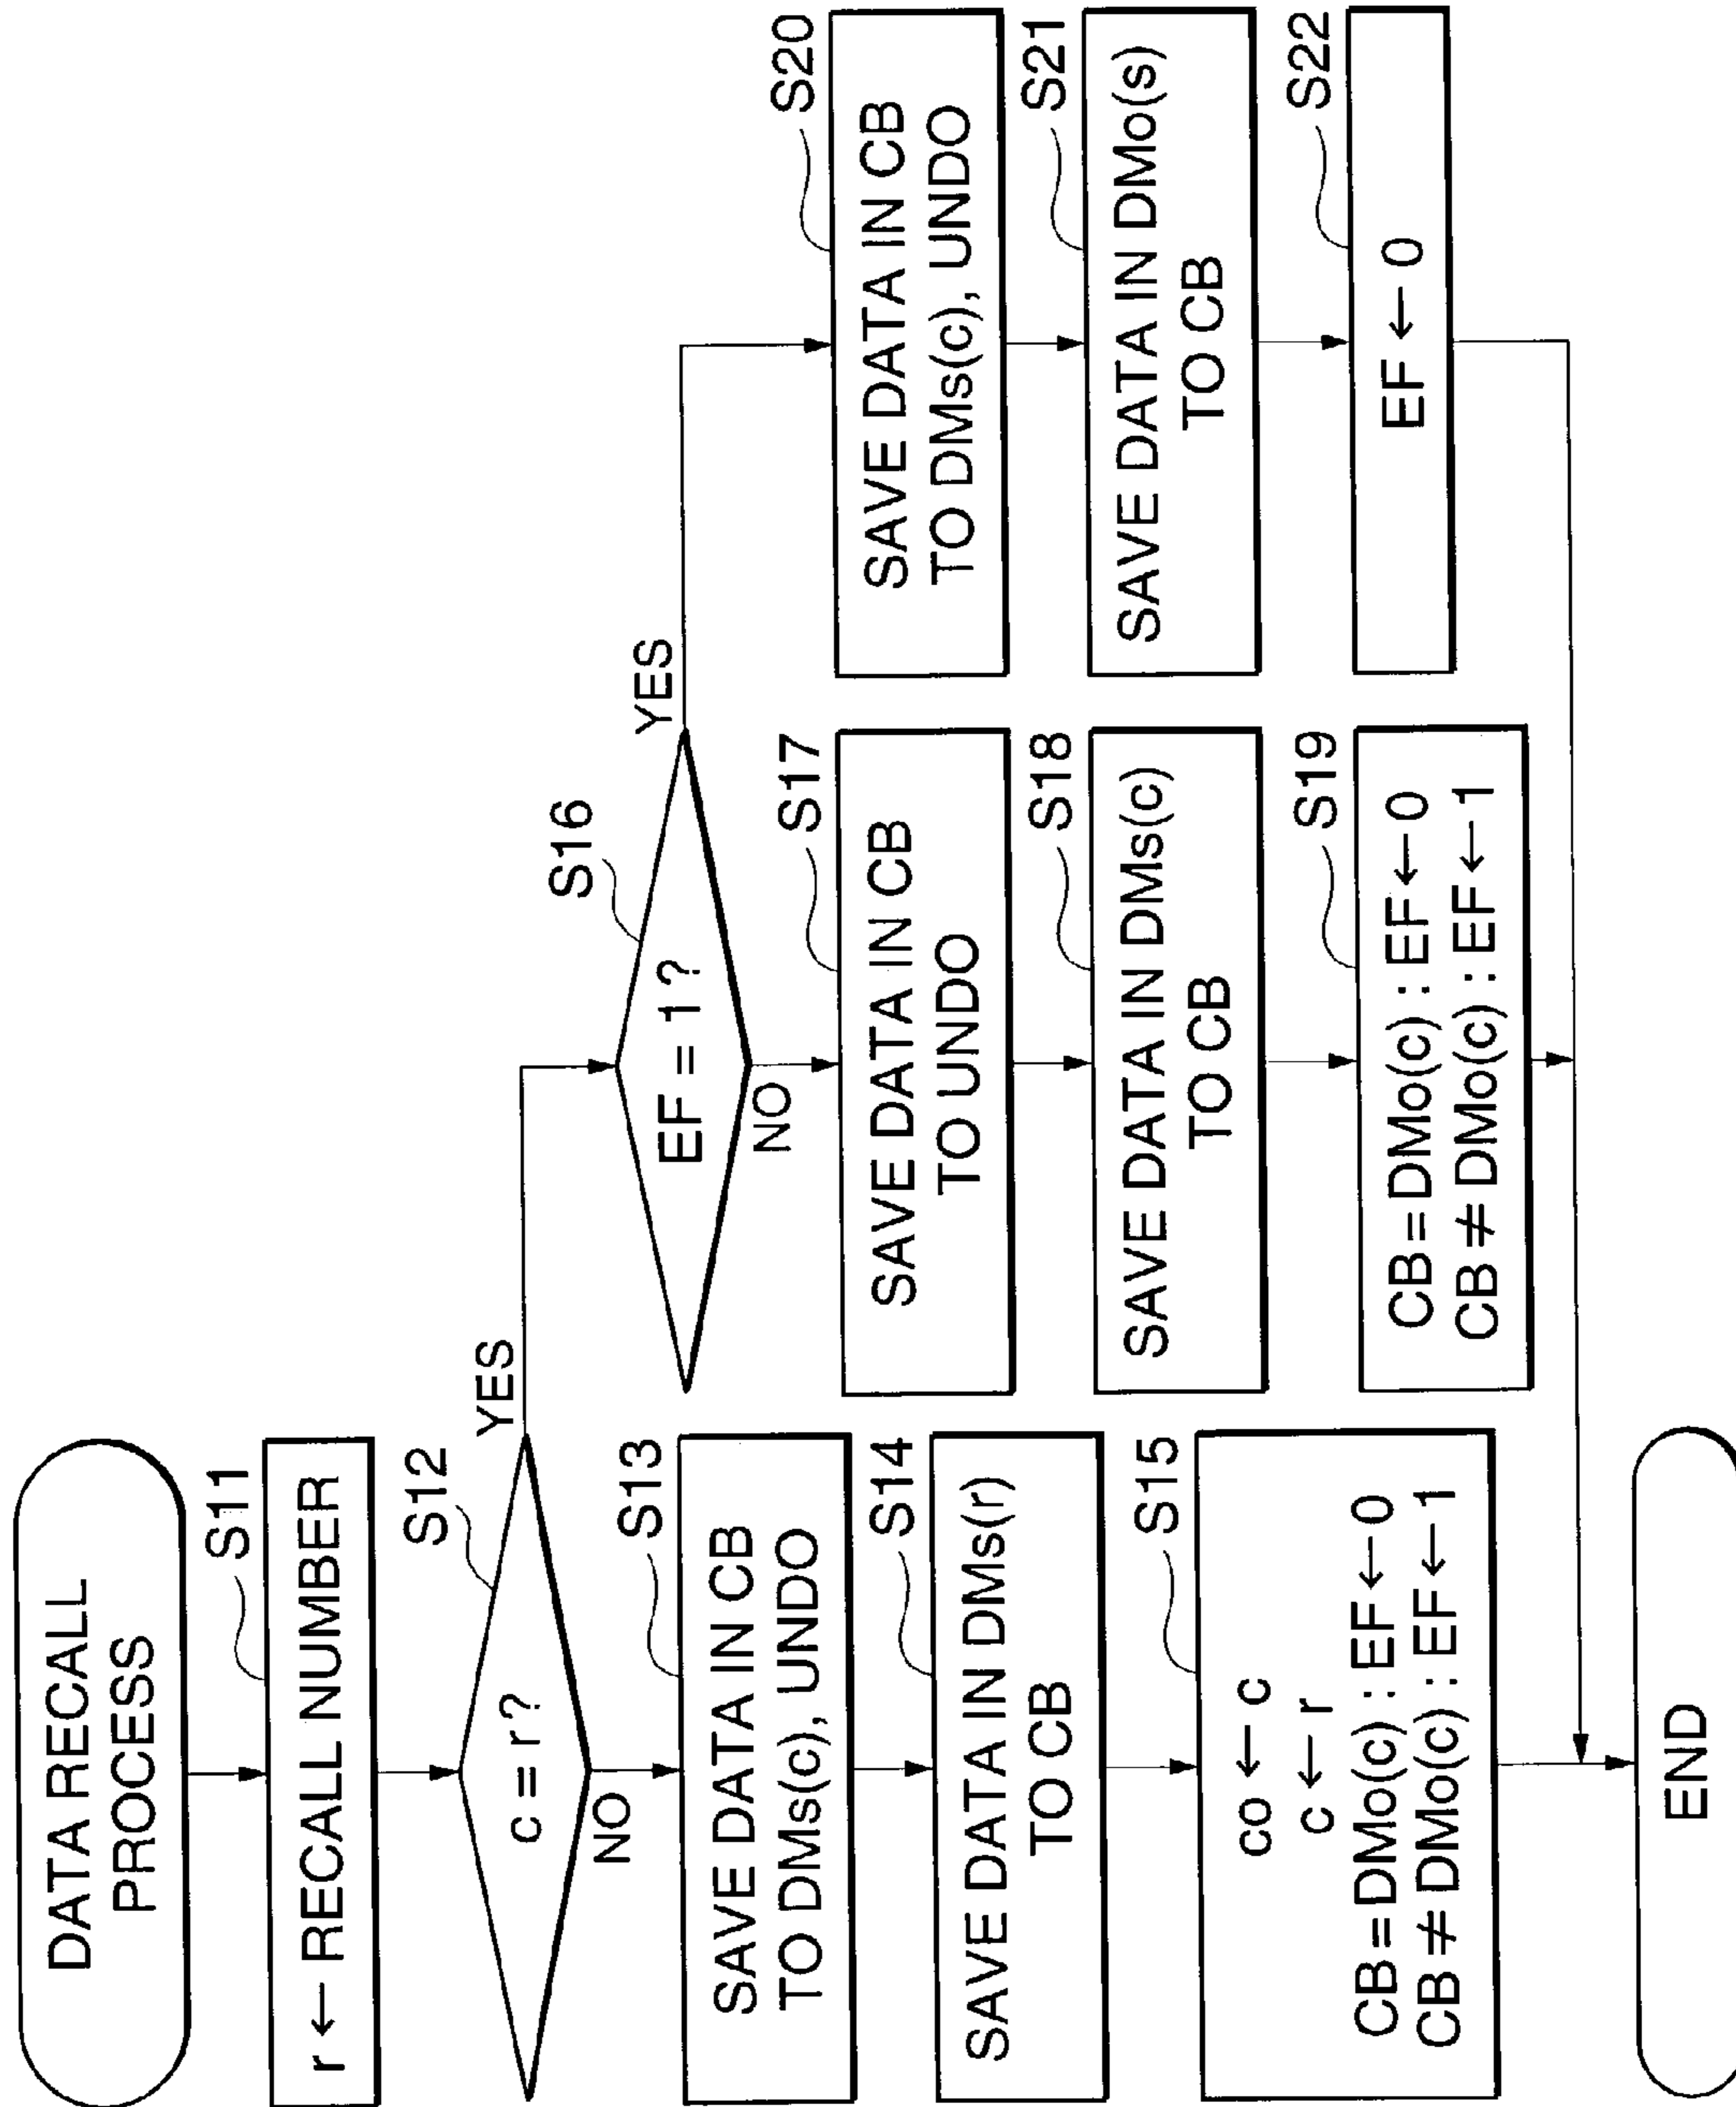 DATA RECALL
PROCESS
S11
r ← RECALL NUMBER
S12
c = r?
YES
NO
S13
SAVE DATA IN CB
TO DMs(c), UNDO
S14
SAVE DATA IN DMs(r)
TO CB
S15
co ← c
c ← r
CB = DMo(c) : EF ← 0
CB ≠ DMo(c) : EF ← 1
S16
EF = 1?
YES
NO
S17
SAVE DATA IN CB
TO UNDO
S18
SAVE DATA IN DMs(c)
TO CB
S19
CB = DMo(c) : EF ← 0
CB ≠ DMo(c) : EF ← 1
S20
SAVE DATA IN CB
TO DMs(c), UNDO
S21
SAVE DATA IN DMo(s)
TO CB
S22
EF ← 0
END